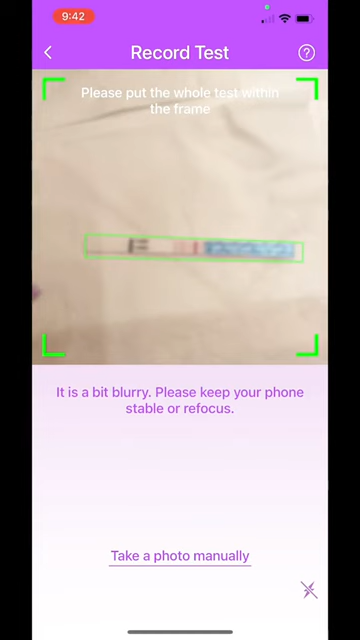 9:42
Record Test
Please put the whole test within
the frame
It is a bit blurry. Please keep your phone
stable or refocus.
Take a photo manually